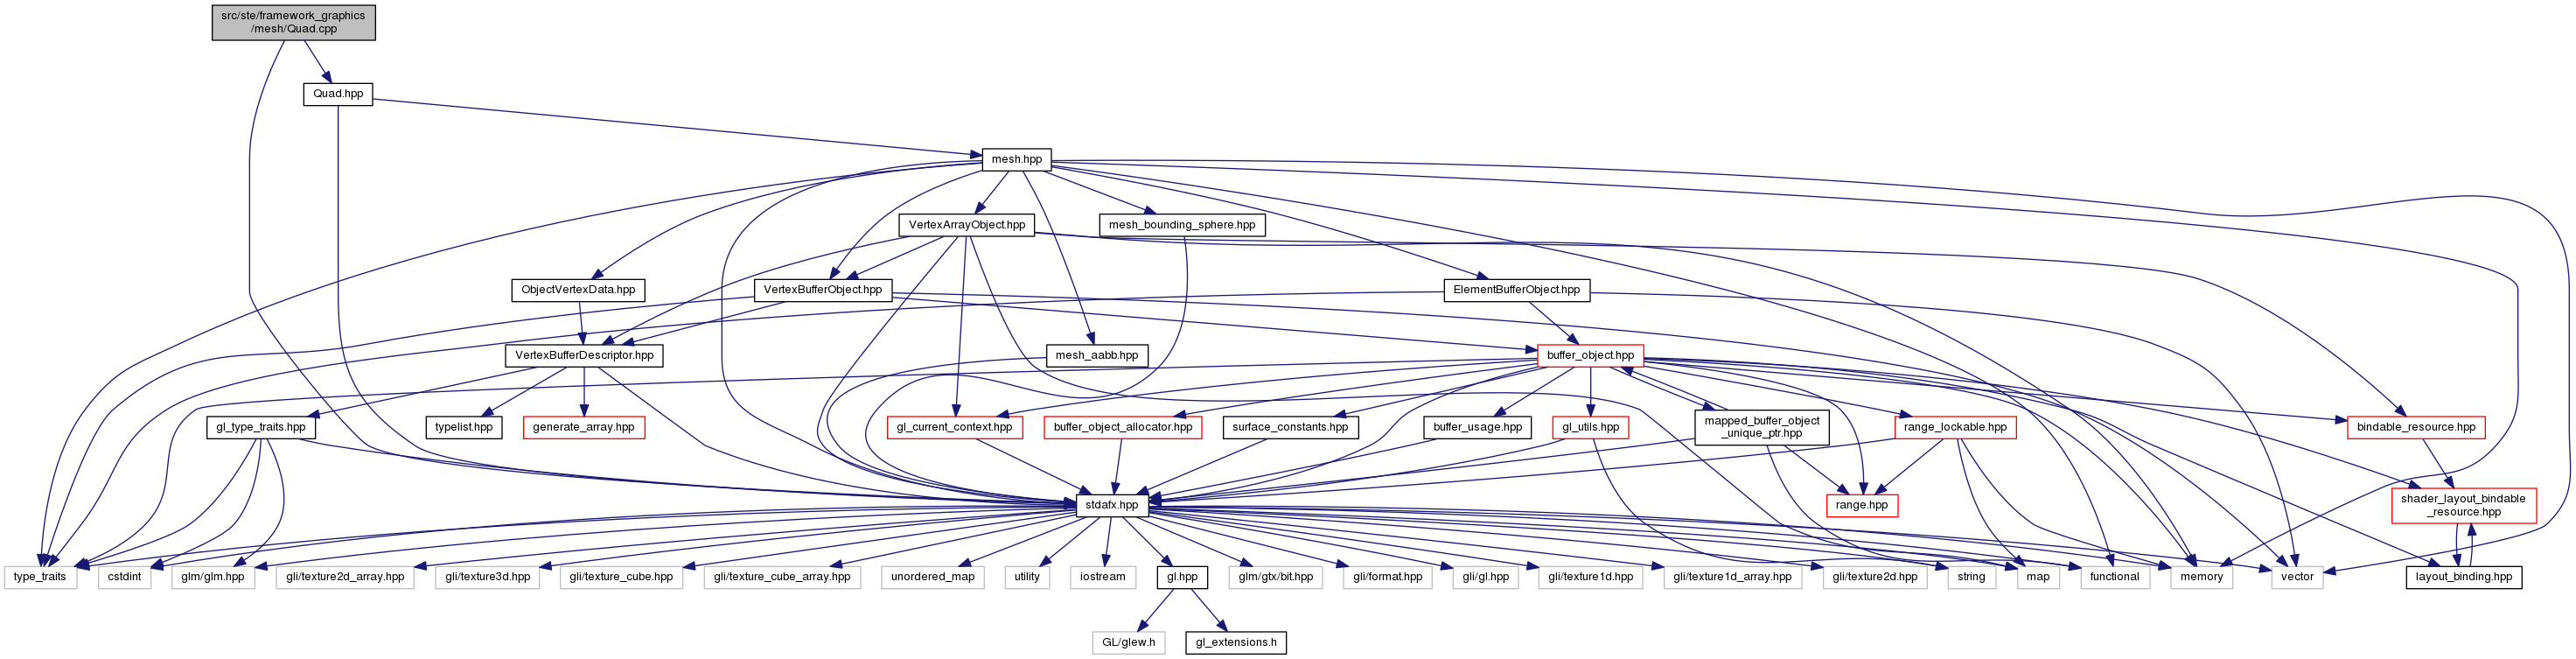 src/ste/framework_graphics
/mesh/Quad.cpp
Quad.hpp
mesh.hpp
VertexArrayObject.hpp
mesh_bounding_sphere.hpp
ObjectVertexData.hpp
VertexBufferObject.hpp
ElementBufferObject.hpp
VertexBufferDescriptor.hpp
mesh_aabb.hpp
buffer_object.hpp
gl_type_traits.hpp
typelist.hpp
generate_array.hpp
gl_current_context.hpp
buffer_object_allocator.hpp
surface_constants.hpp
buffer_usage.hpp
gl_utils.hpp
mapped_buffer_object
_unique_ptr.hpp
range_lockable.hpp
bindable_resource.hpp
stdafx.hpp
range.hpp
shader_layout_bindable
_resource.hpp
type_traits
cstdint
glm/glm.hpp
gli/texture2d_array.hpp
gli/texture3d.hpp
gli/texture_cube.hpp
gli/texture_cube_array.hpp
unordered_map
utility
iostream
gl.hpp
glm/gtx/bit.hpp
gli/format.hpp
gli/gl.hpp
gli/texture1d.hpp
gli/texture1d_array.hpp
gli/texture2d.hpp
string
map
functional
memory
vector
layout_binding.hpp
GL/glew.h
gl_extensions.h